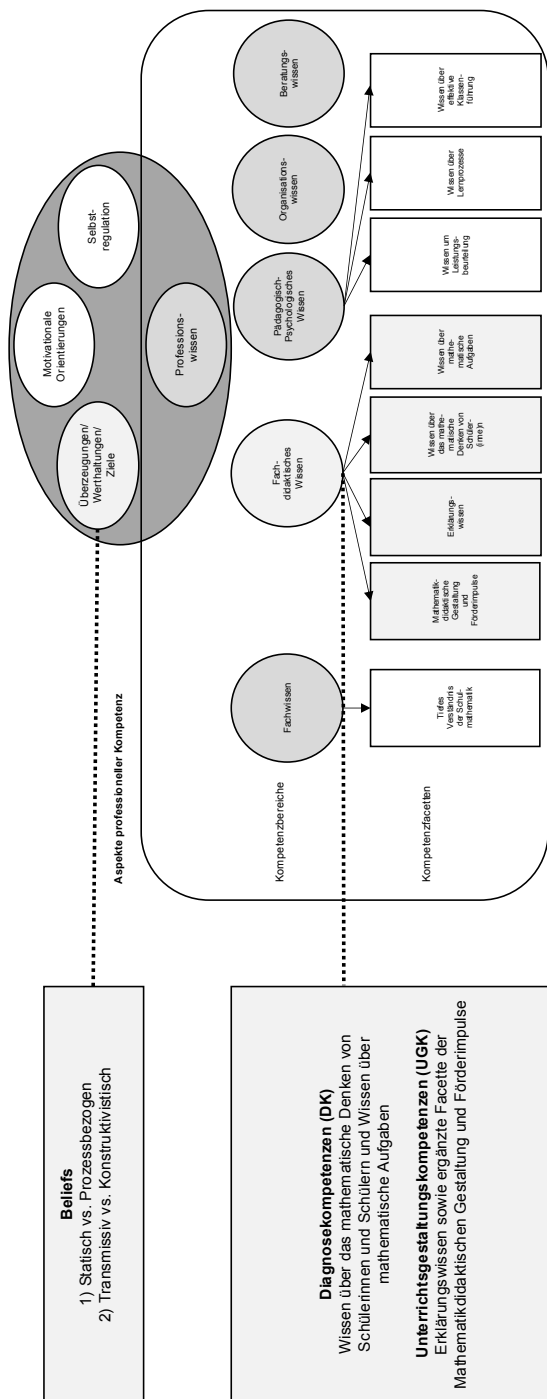 Beliefs
1) Statisch vs. Prozessbezogen
2) Transmissiv vs. Konstruktivistisch
Diagnosekompetenzen (DK)
Wissen über das mathematische Denken von
Schülerinnen und Schülern und Wissen über
mathematische Aufgaben
Unterrichtsgestaltungskompetenzen (UGK)
Erklärungswissen sowie ergänzte Facette der
Mathematikdidaktischen Gestaltung und Förderimpulse
Aspekte professioneller Kompetenz
Motivationale
Orientierungen
Überzeugungen/
Werthaltungen/
Ziele
Selbst-
regulation
Professions-
wissen
Kompetenzbereiche
Fachwissen
Fach-
didaktisches
Wissen
Pädagogisch-
Psychologisches
Wissen
Organisations-
wissen
Beratungs-
wissen
Kompetenzfacetten
Tiefes
Verständnis
der Schul-
mathematik
Mathematik-
didaktische
Gestaltung
und
Förderimpulse
Erklärungs-
wissen
Wissen über
das mathe-
matische
Denken von
Schüler-
(inne)n
Wissen über
mathe-
matische
Aufgaben
Wissen um
Leistungs-
beurteilung
Wissen über
Lernprozesse
Wissen über
effektive
Klassen-
führung